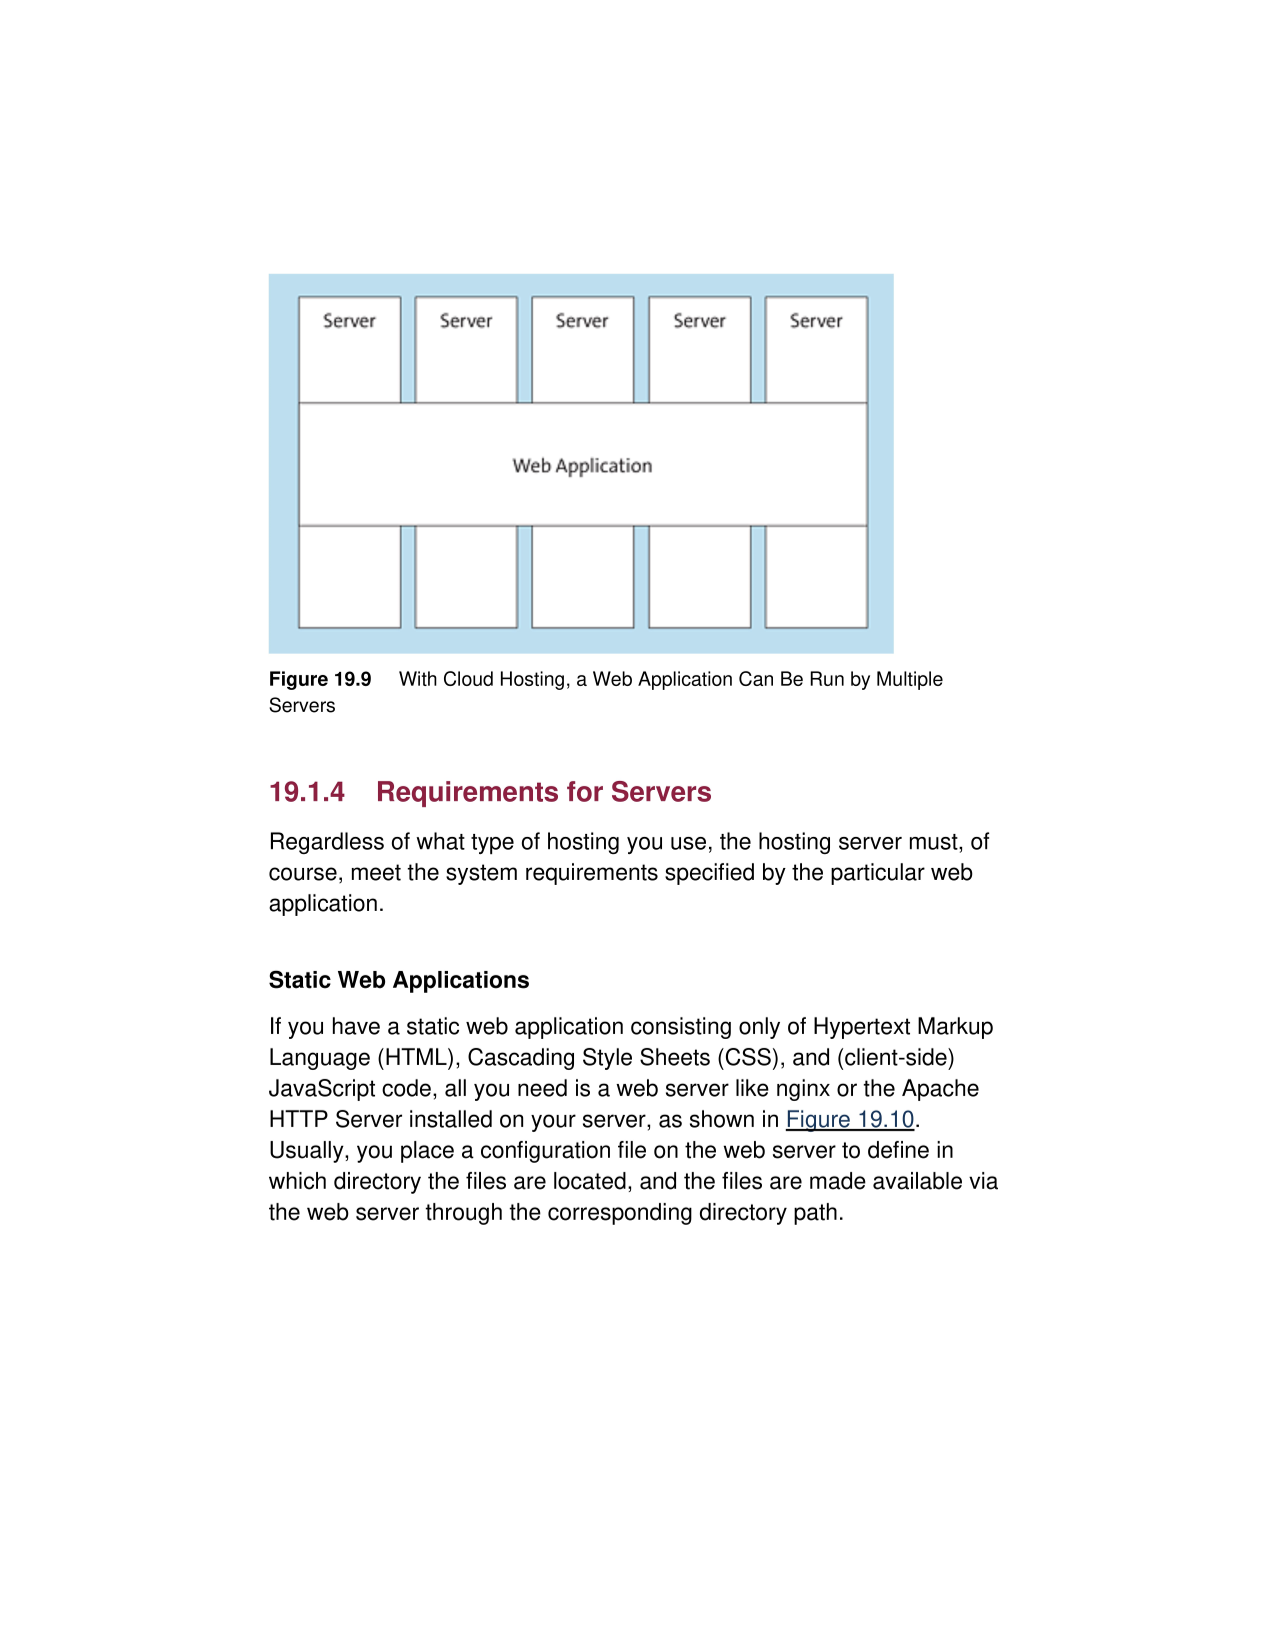 Server Server Server Server Server
Web Application
Figure 19.9 With Cloud Hosting, a Web Application Can Be Run by Multiple
Servers
19.1.4 Requirements for Servers
Regardless of what type of hosting you use, the hosting server must, of
course, meet the system requirements specified by the particular web
application.
Static Web Applications
If you have a static web application consisting only of Hypertext Markup
Language (HTML), Cascading Style Sheets (CSS), and (client-side)
JavaScript code, all you need is a web server like nginx or the Apache
HTTP Server installed on your server, as shown in Figure 19.10.
Usually, you place a configuration file on the web server to define in
which directory the files are located, and the files are made available via
the web server through the corresponding directory path.